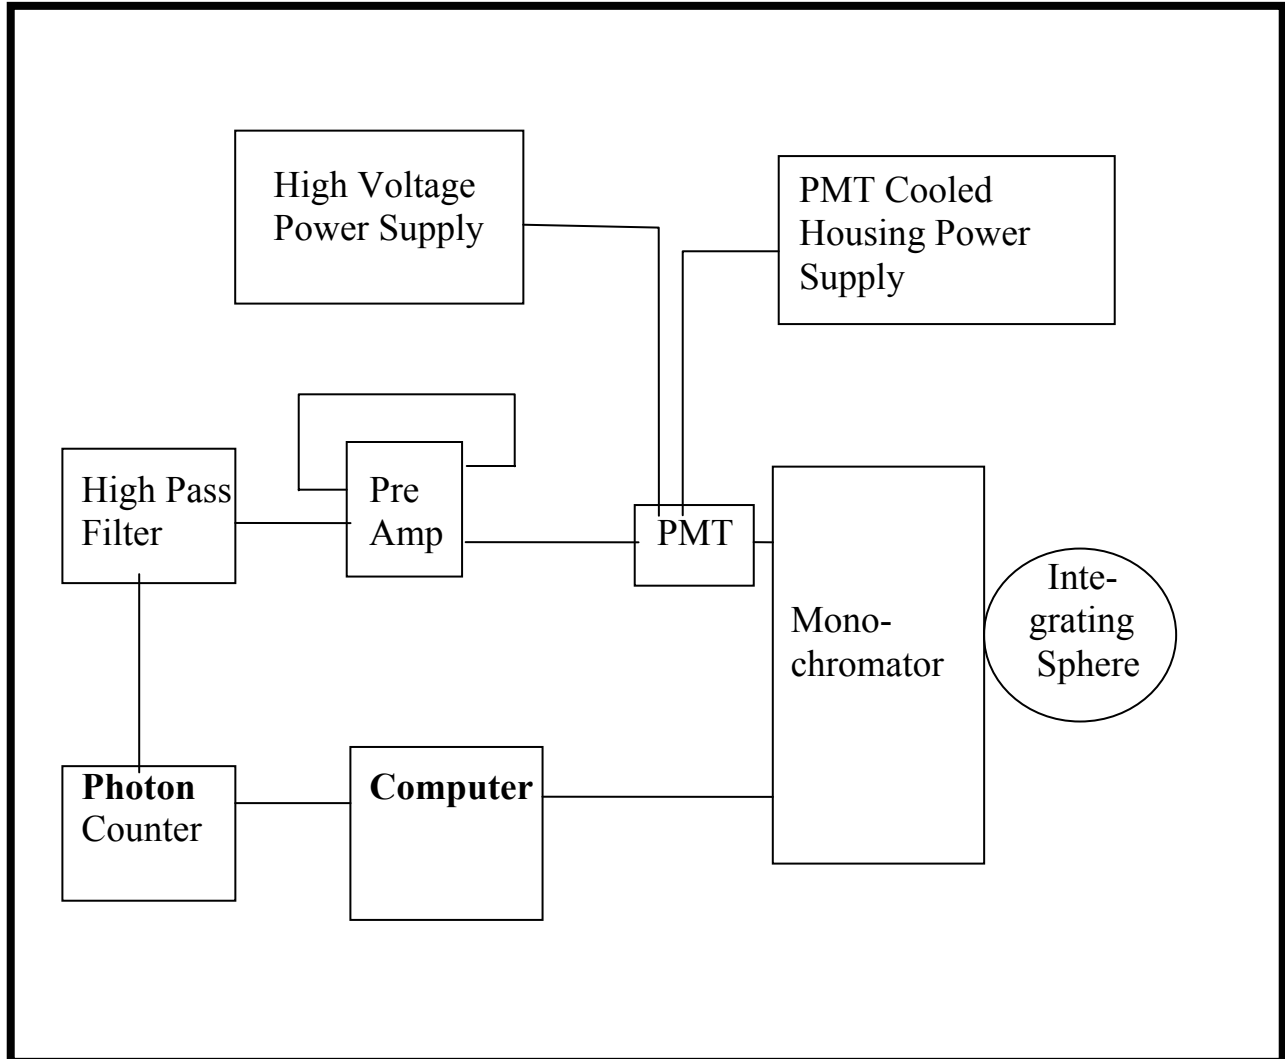 High Voltage
Power Supply
PMT Cooled
Housing Power
Supply
High Pass
Filter
Pre
Amp
PMT
Mono-
chromator
Inte-
grating
Sphere
Photon
Counter
Computer